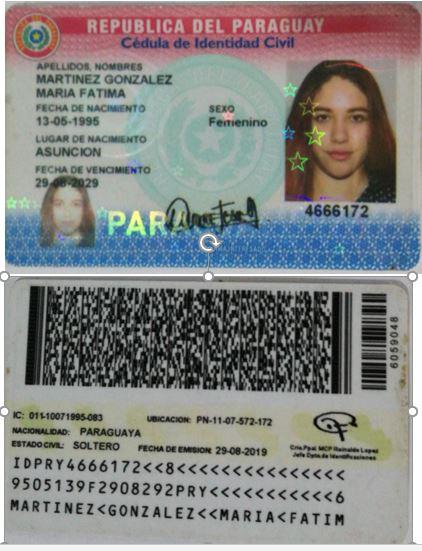 REPUBLICA DEL PARAGUAY
Cédula de Identidad Civil
APELLIDOS, NOMBRES
MARTINEZ GONZALEZ
MARIA FATIMA
FECHA DE NACIMIENTO
SEXO
13-05-1995
Femenino
LUGAR DE NACIMIENTO
ASUNCION
FECHA DE VENCIMIENTO
29-08-2029
PAR
4666172
6059048
IC: 011-10071995-083
UBICACION: PN-11-07-572-172
NACIONALIDAD: PARAGUAYA
ESTADO CIVIL: SOLTERO
FECHA DE EMISION: 29-08-2019
Crio.Ppal. MCP Reinaldo Lopez
Jefe Dpto.de Identificaciones
IDPRY4666172<<8<<<<<<<<<<<<<<<
9505139F2908292PRY<<<<<<<<<<<6
MARTINEZ<GONZALEZ<<MARIA<FATIM